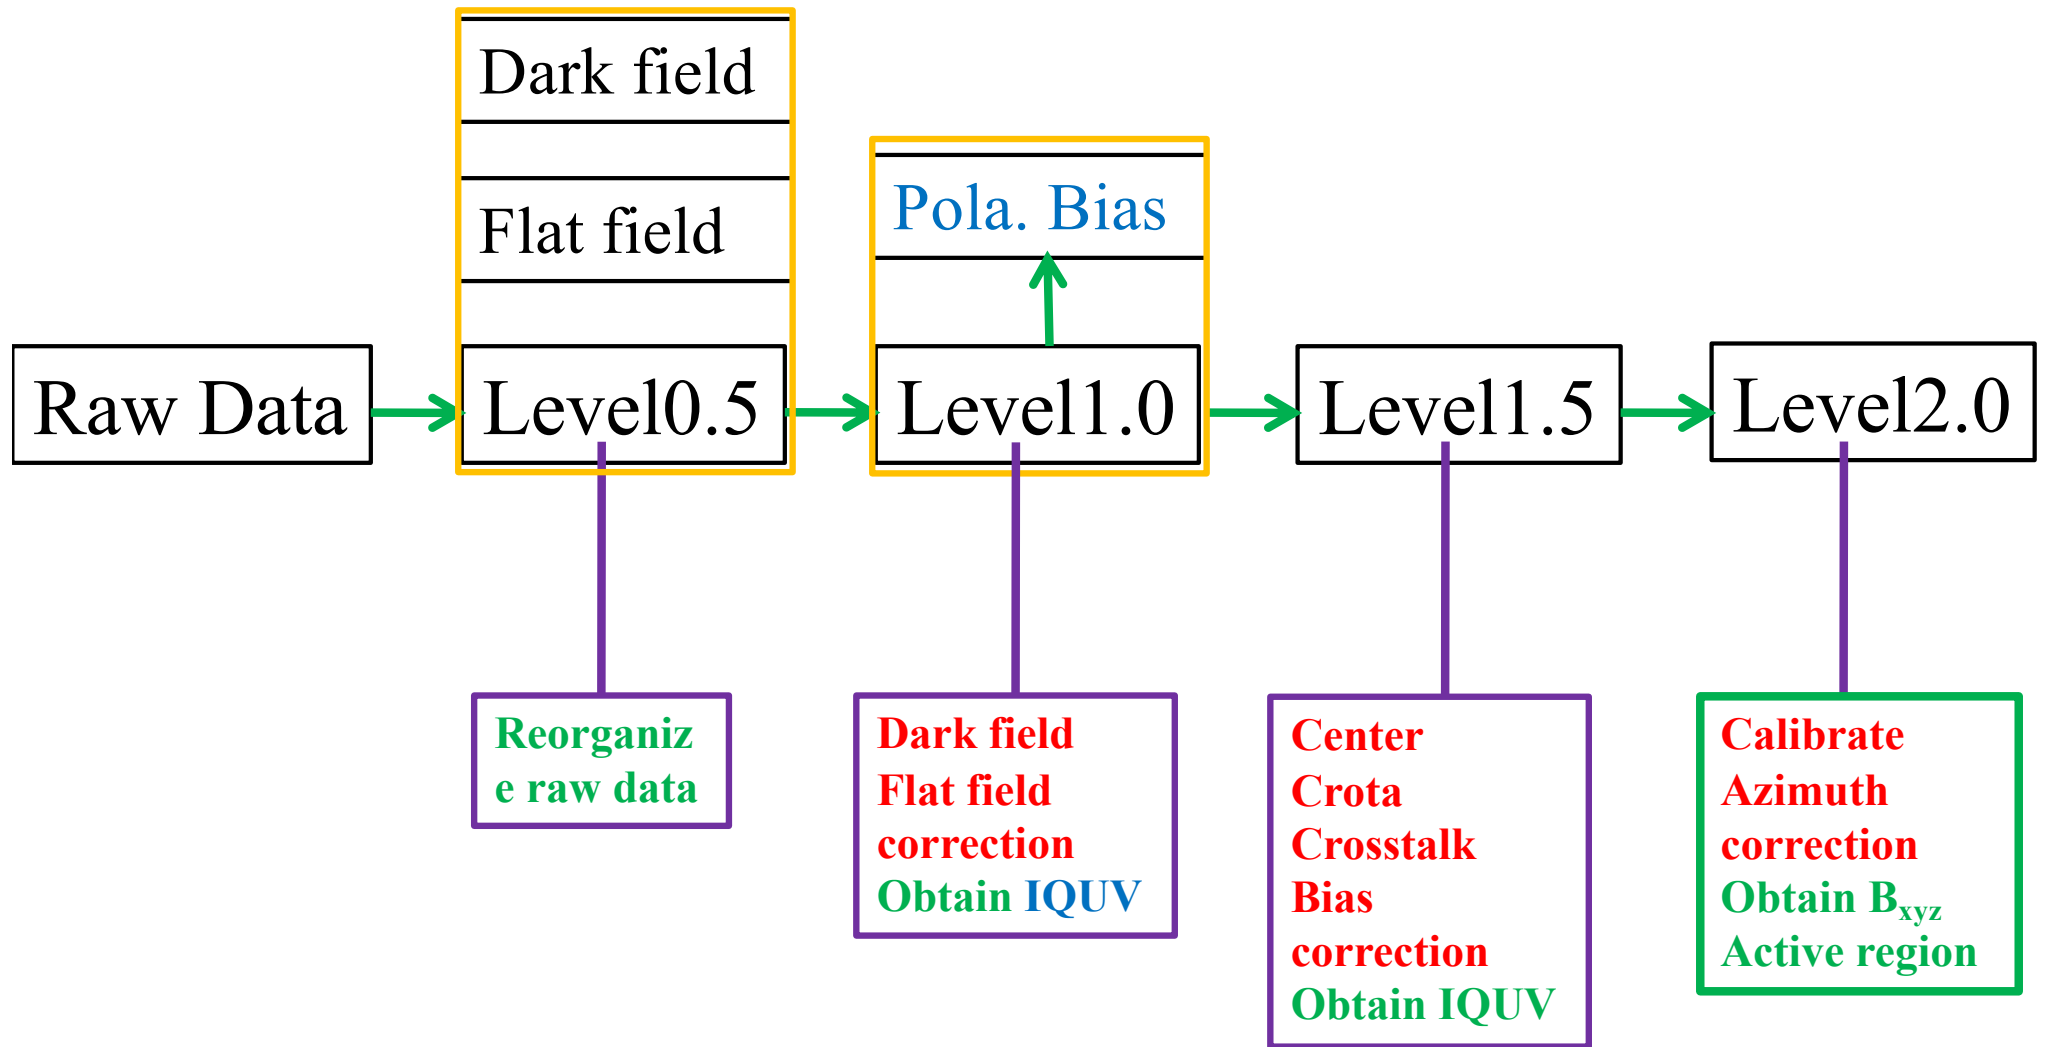 Dark field
Flat field
Pola. Bias
Raw Data
Level0.5
Level1.0
Level1.5
Level2.0
Reorganiz
e raw data
Dark field
Flat field
correction
Obtain IQUV
Center
Crota
Crosstalk
Bias
correction
Obtain IQUV
Calibrate
Azimuth
correction
Obtain Bxyz
Active region